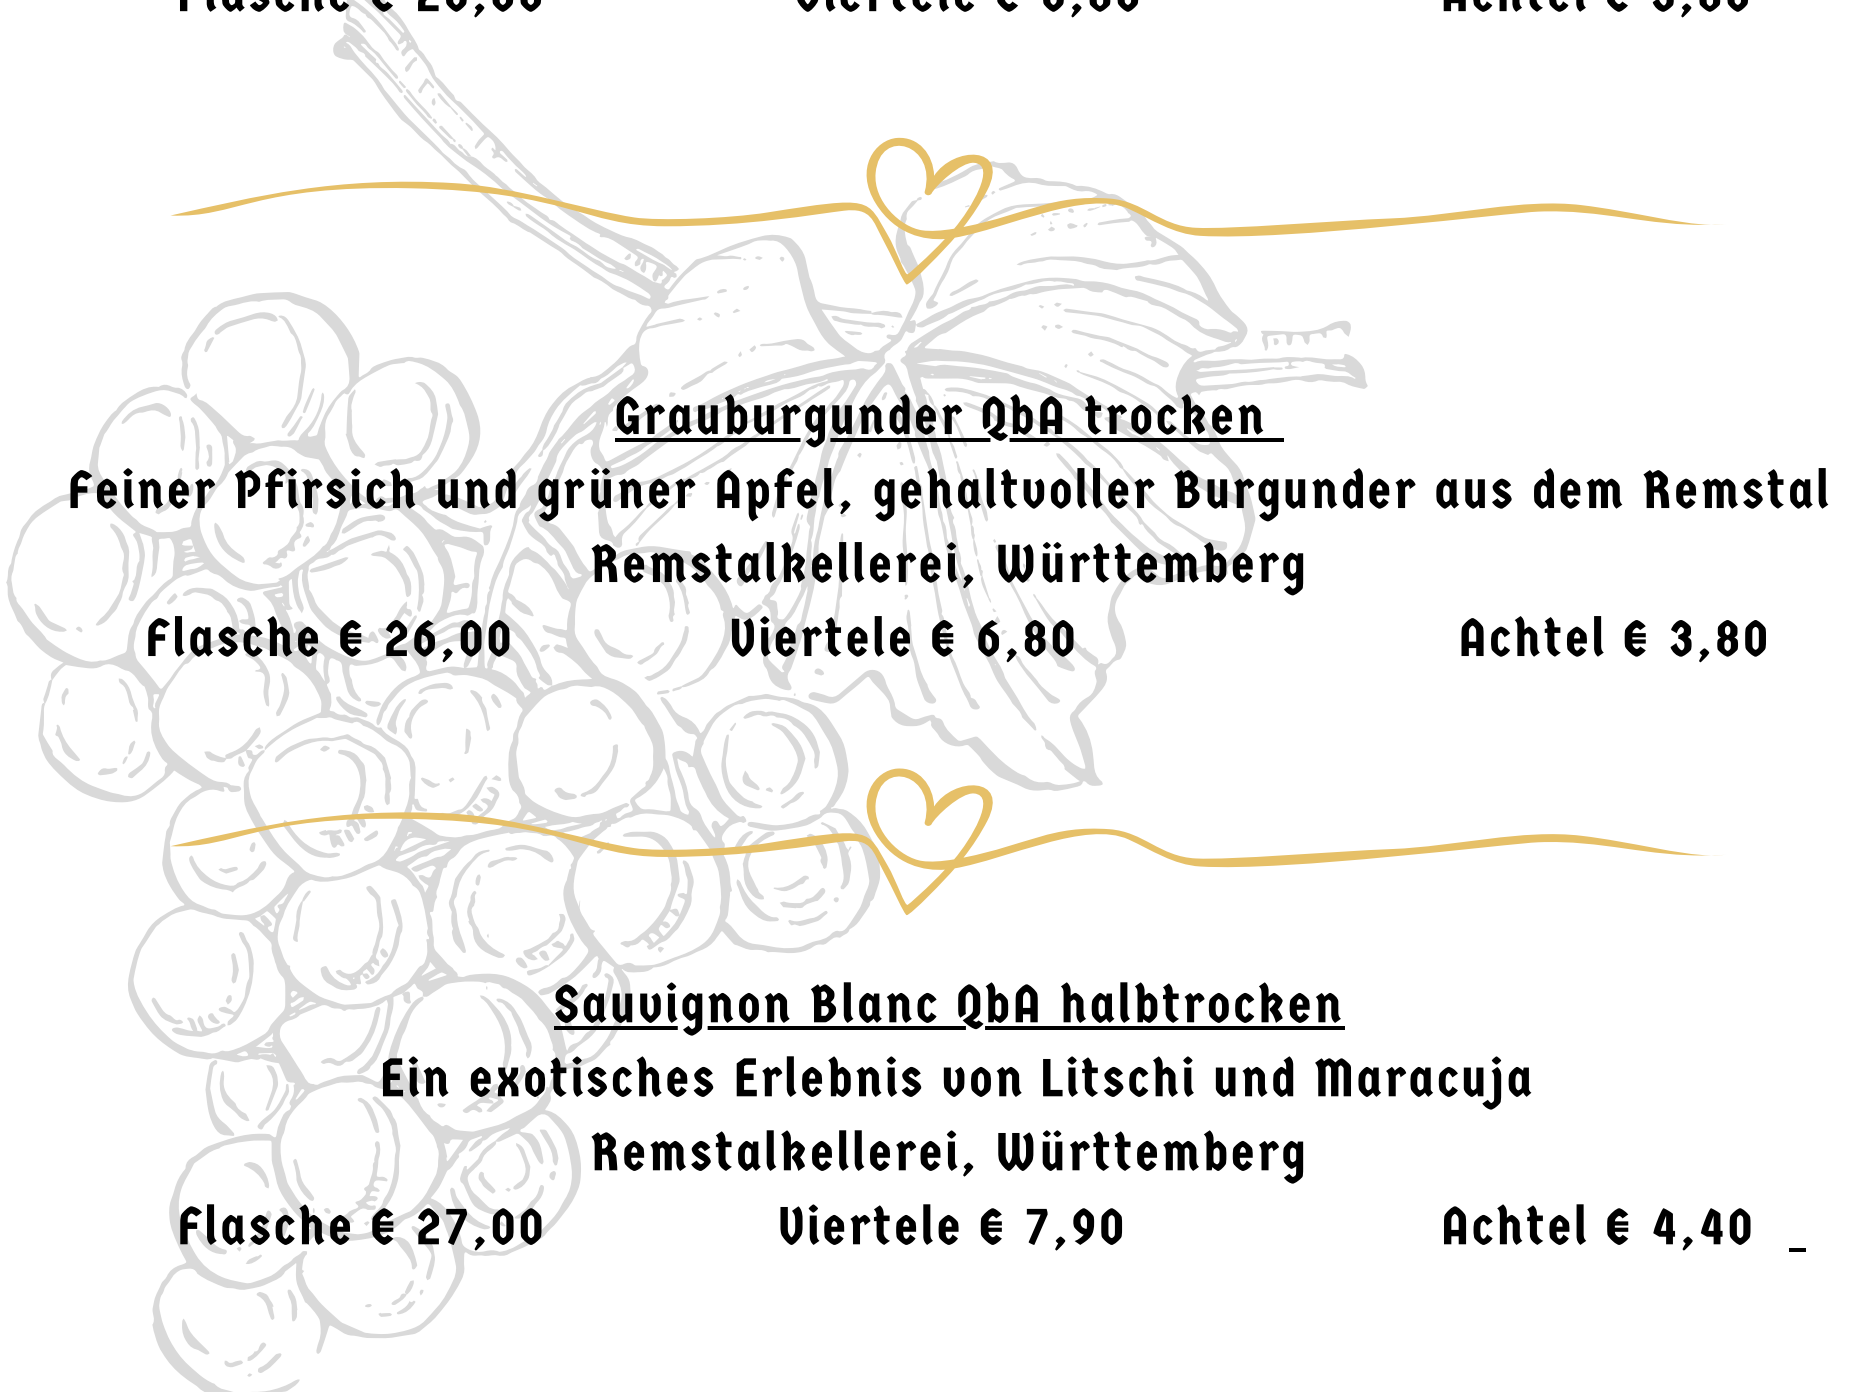 Grauburgunder QbA trocken
Feiner Pfirsich und grüner Apfel, gehaltvoller Burgunder aus dem Remstal
Remstalkellerei, Württemberg
Flasche € 26,00 Viertele € 6,80 Achtel € 3,80
Sauvignon Blanc QbA halbtrocken
Ein exotisches Erlebnis von Litschi und Maracuja
Remstalkellerei, Württemberg
Flasche € 27,00 Viertele € 7,90 Achtel € 4,40